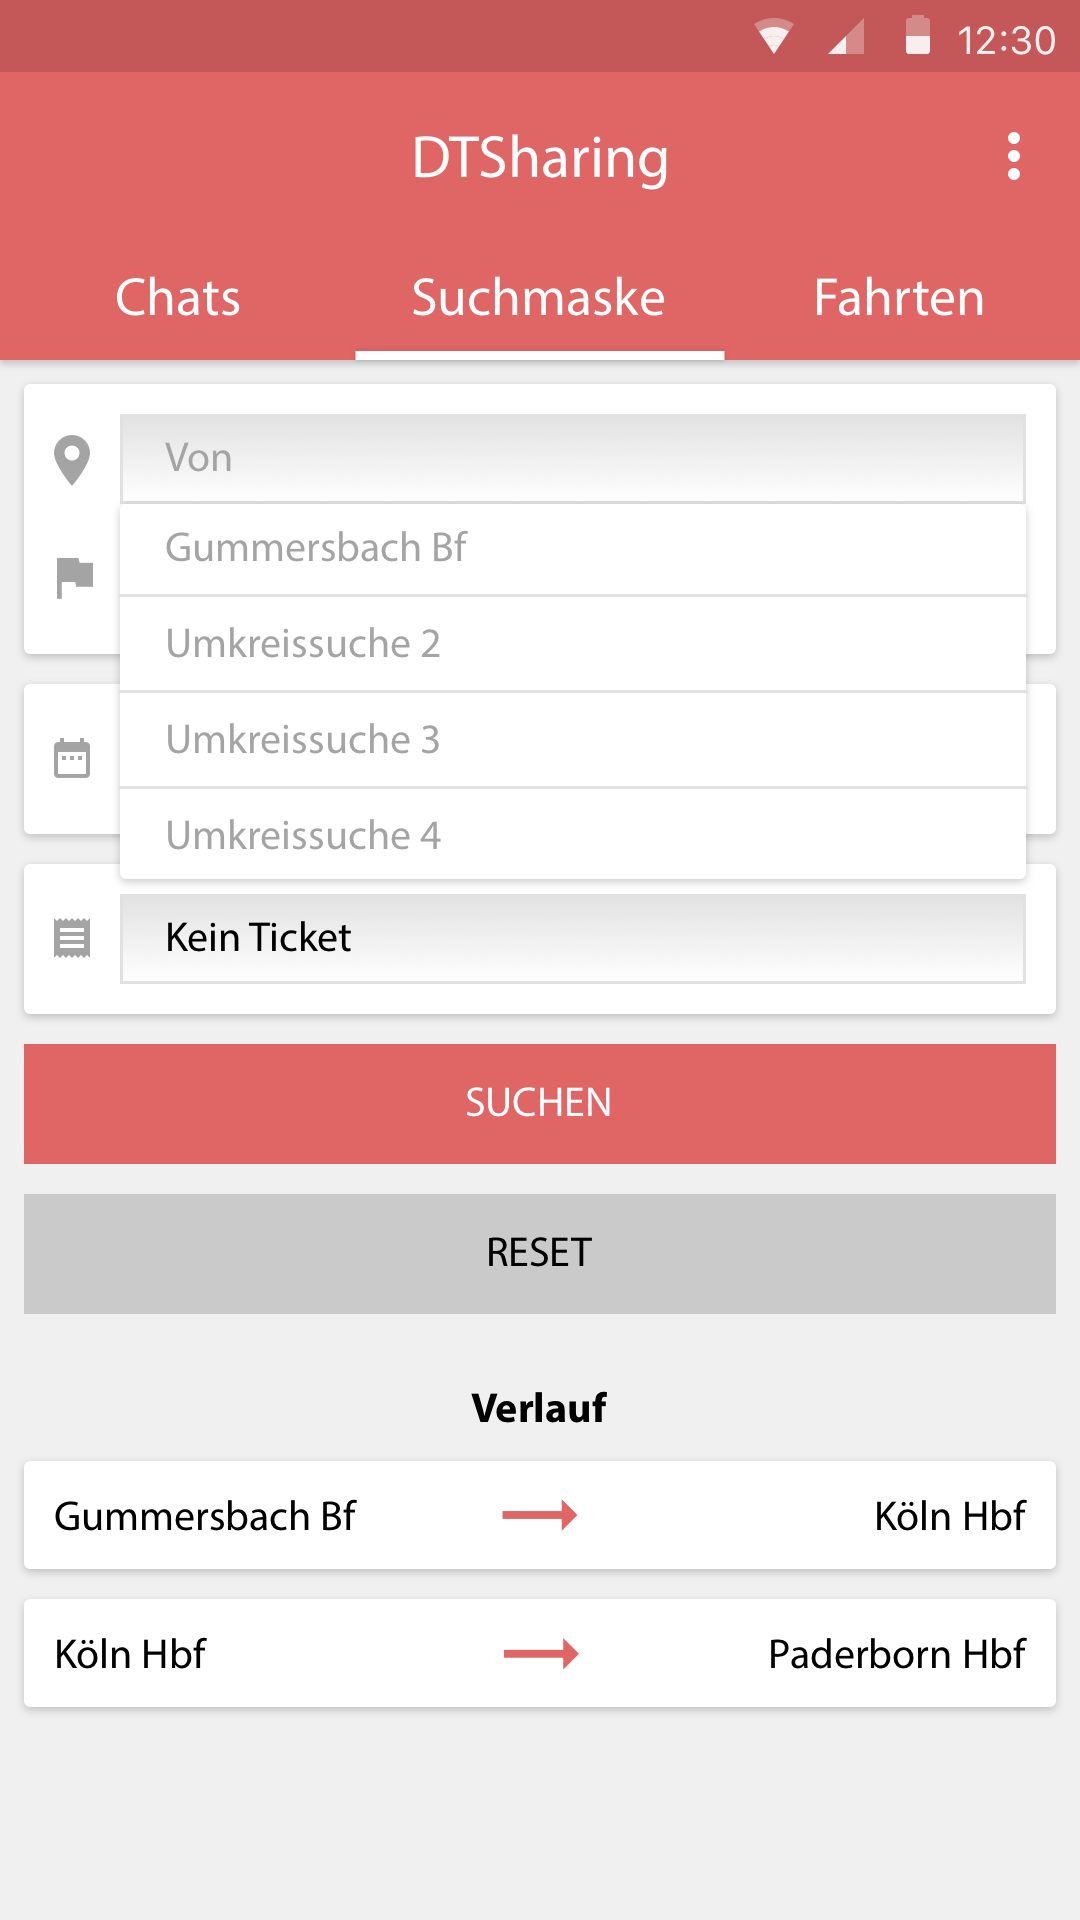 12:30
DTSharing
Chats Suchmaske Fahrten
Von
Gummersbach Bf
Umkreissuche 2
Umkreissuche 3
Umkreissuche 4
Kein Ticket
SUCHEN
RESET
Verlauf
Gummersbach Bf Köln Hbf
Köln Hbf Paderborn Hbf